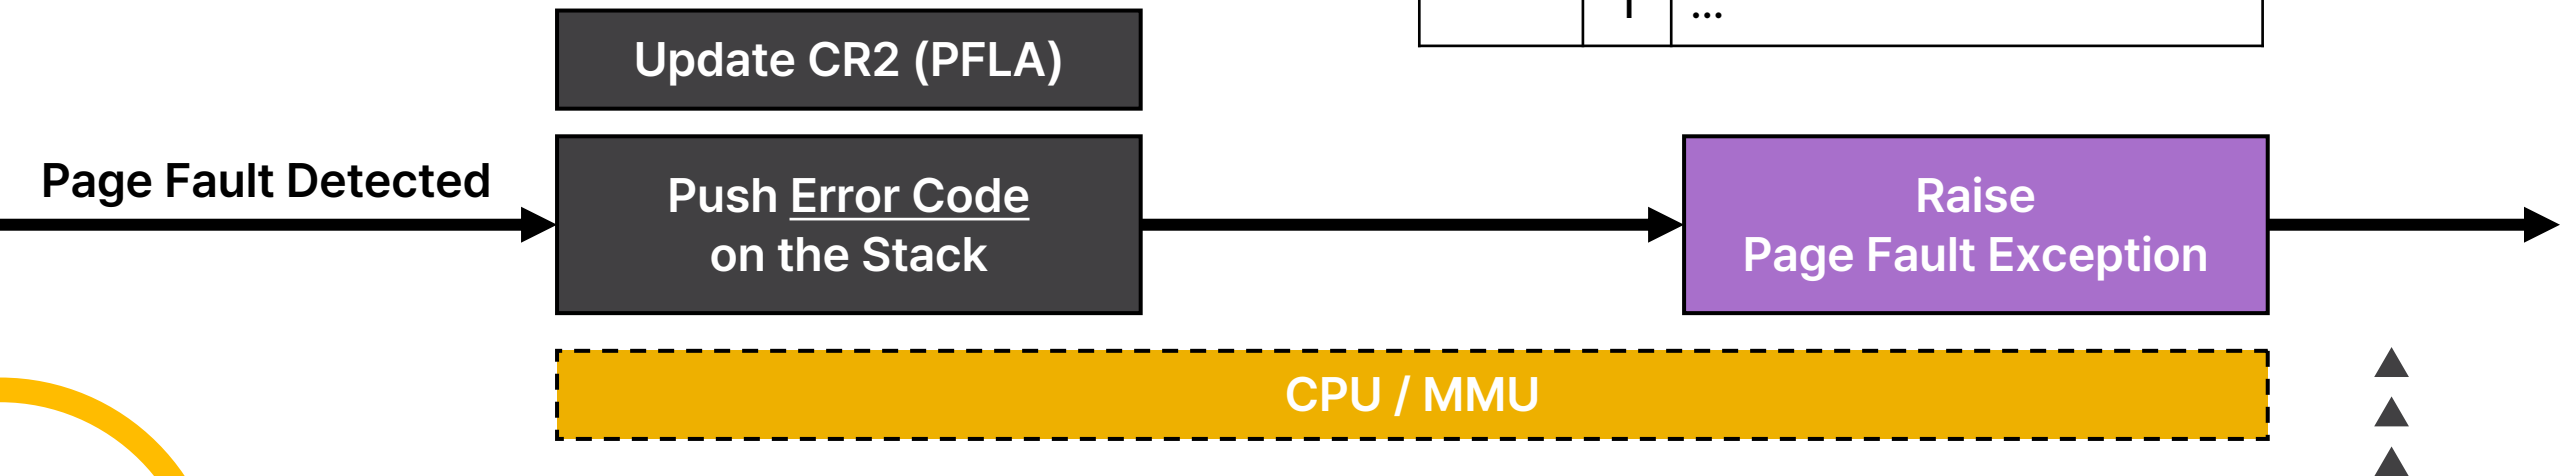 ...
Update CR2 (PFLA)
Page Fault Detected
Push Error Code
on the Stack
Raise
Page Fault Exception
CPU / MMU